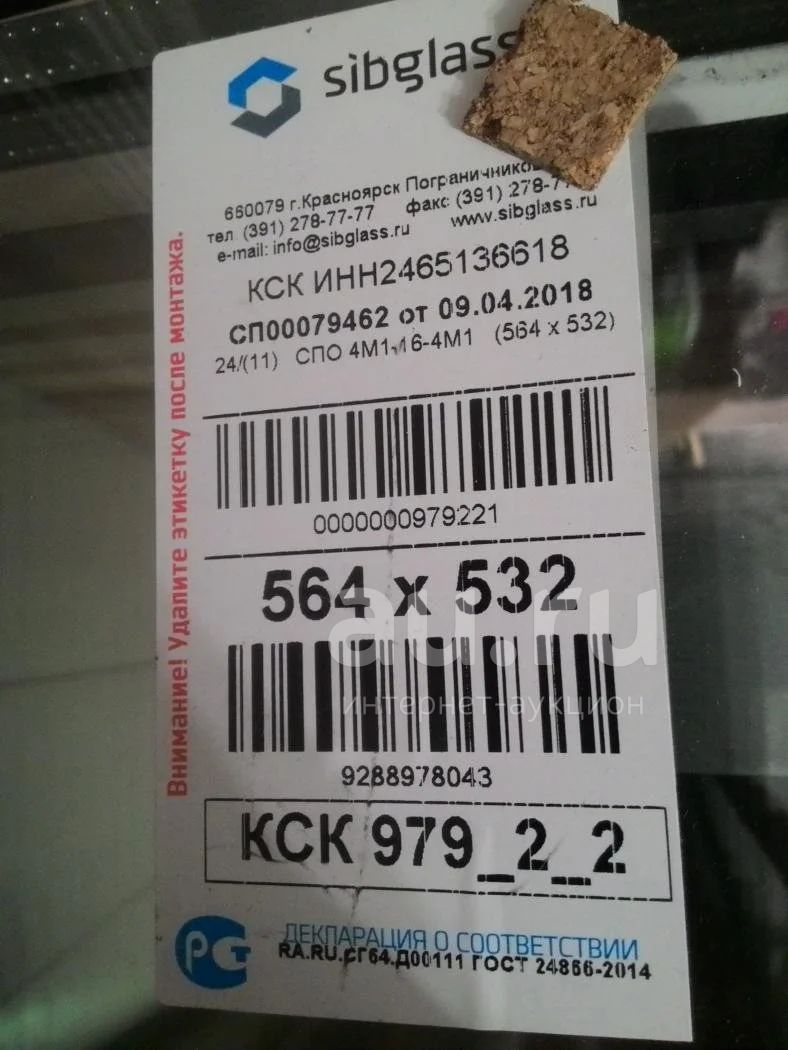 sibglass
660079 г.Красноярск Пограничников
тел. (391) 278-77-77 факс (391) 278-7
e-mail: info@sibglass.ru www.sibglass.ru
КСК ИНН2465136618
СП00079462 от 09.04.2018
24/(11) СПО 4М1-16-4М1 (564 x 532)
0000000979221
564 x 532
9288978043
КСК 979_2_2
РСТ
ДЕКЛАРАЦИЯ О СООТВЕТСТВИИ
RA.RU.СГ64.Д00111 ГОСТ 24866-2014
Внимание! Удалите этикетку после монтажа.
au.ru
интернет-аукцион